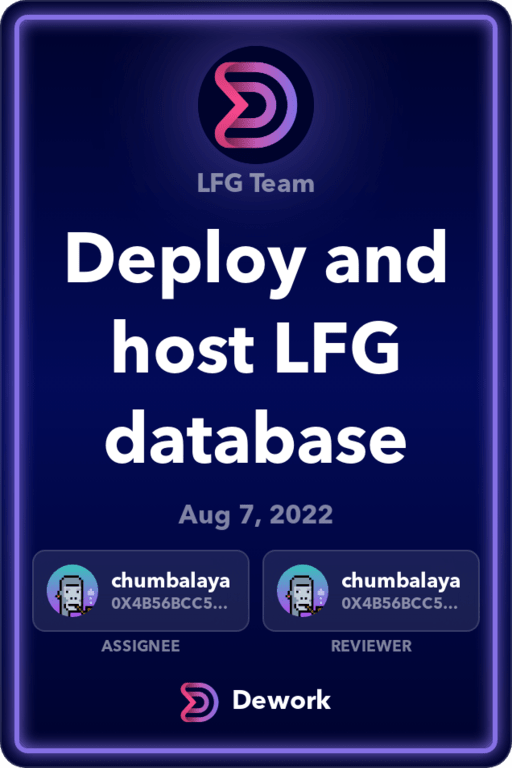 LFG Team
Deploy and
host LFG
database
Aug 7, 2022
chumbalaya
0X4B56BCC5...
ASSIGNEE
chumbalaya
0X4B56BCC5...
REVIEWER
Dework